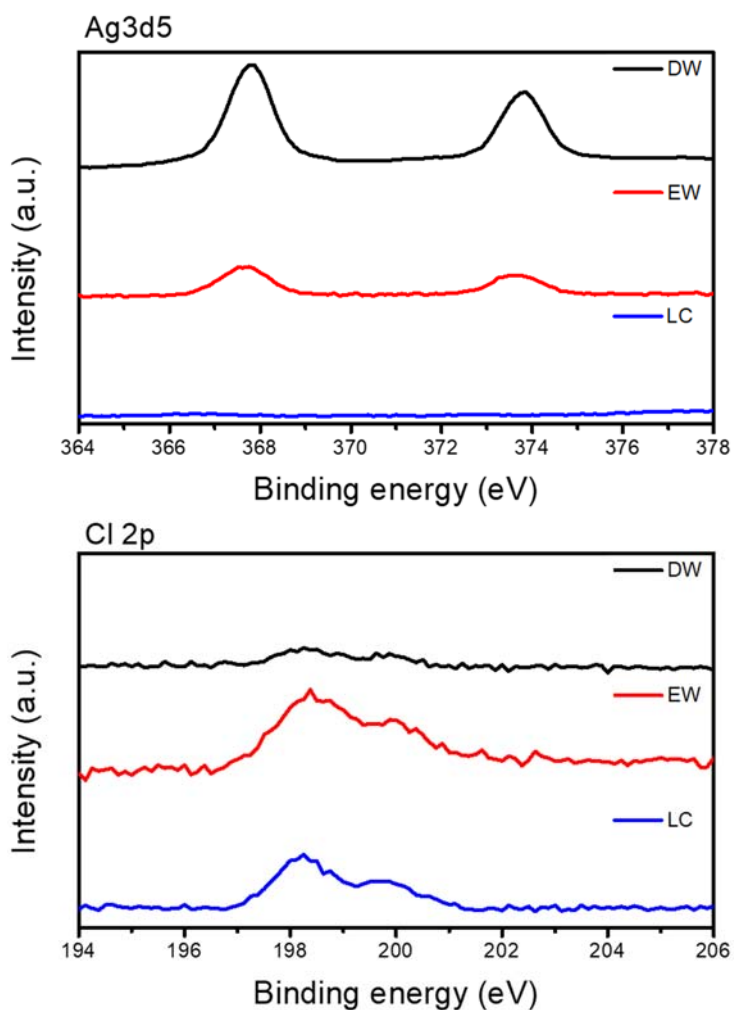 Ag3d5
DW
EW
LC
Intensity (a.u.)
364 366 368 370 372 374 376 378
Binding energy (eV)
Cl 2p
DW
EW
LC
Intensity (a.u.)
194 196 198 200 202 204 206
Binding energy (eV)